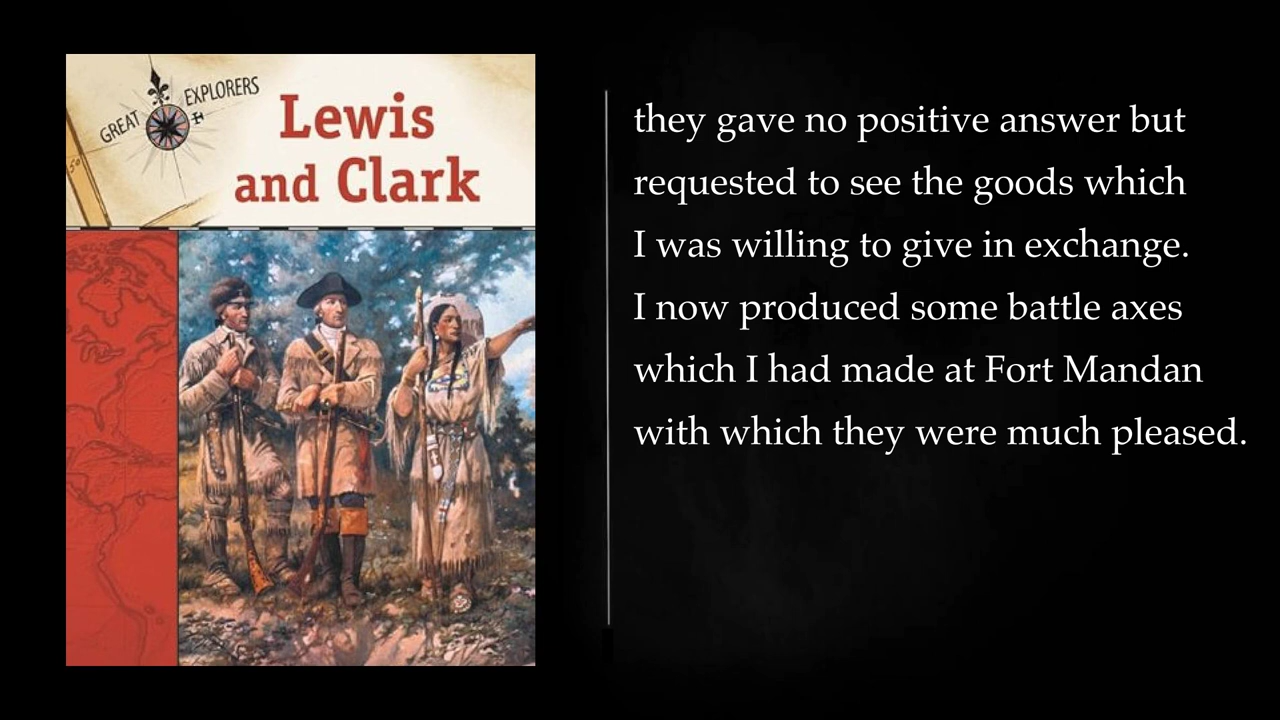 GREAT EXPLORERS
Lewis
and Clark
50
they gave no positive answer but
requested to see the goods which
I was willing to give in exchange.
I now produced some battle axes
which I had made at Fort Mandan
with which they were much pleased.